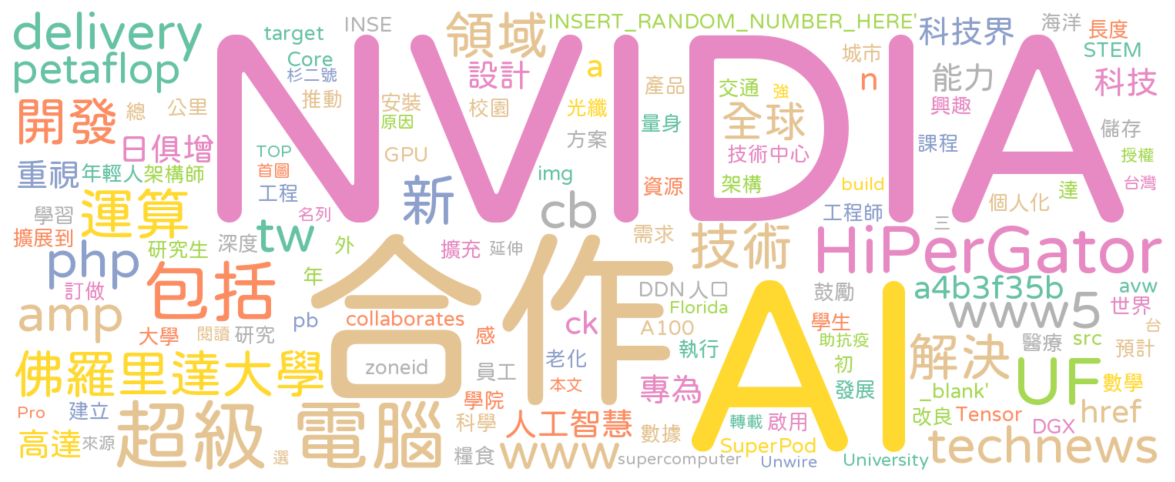 delivery
target
INSE
領域
INSERT_RANDOM_NUMBER_HERE'
科技界
海洋
長度
petaflop
Core
杉二號
設計
a
城市
STEM
NVIDIA
開發
總
公里
推動
安裝
原因
校園
光纖
產品
交通
強
n
能力
興趣
科技
日俱增
TOP
GPU
方案
量身
全球
技術中心
課程
儲存
授權
重視
年輕人
架構師
首圖
工程
新
img
資源
架構
build
達
台灣
學習
運算
名列
cb
工程師
個人化
擴展到
研究生
深度
tw
外
擴充
延伸
需求
技術
三
HiPerGator
php
訂做
包括
年
合作
DDN
人口
Florida
AI
鼓勵
a4b3f35b
avw
世界
amp
大學
閱讀
研究
pb
collaborates
感
ck
A100
學生
www5
台
佛羅里達大學
zoneid
員工
老化
本文
執行
助抗疫
初
解決
醫療
src
預計
Pro
建立
學院
專為
發展
_blank'
UF
數學
高達
來源
超級
選
電腦
科學
人工智慧
數據
轉載
啟用
改良
Tensor
href
糧食
www
supercomputer
SuperPod
Unwire
University
DGX
technews